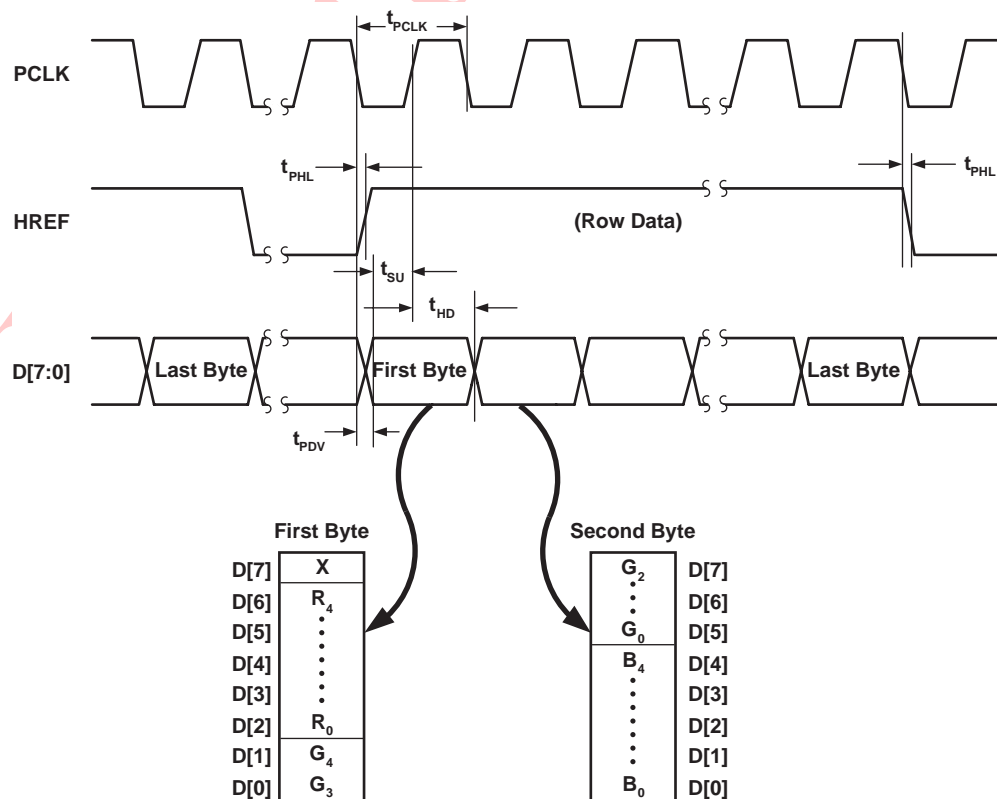 t_PCLK
PCLK
t_PHL
t_PHL
HREF
(Row Data)
t_SU
t_HD
D[7:0]
Last Byte
First Byte
Last Byte
t_PDV
First Byte
Second Byte
D[7] X
D[6] R_4
D[5]
D[4]
D[3]
D[2] R_0
D[1] G_4
D[0] G_3
G_2 D[7]
D[6]
G_0 D[5]
B_4 D[4]
D[3]
D[2]
D[1]
B_0 D[0]